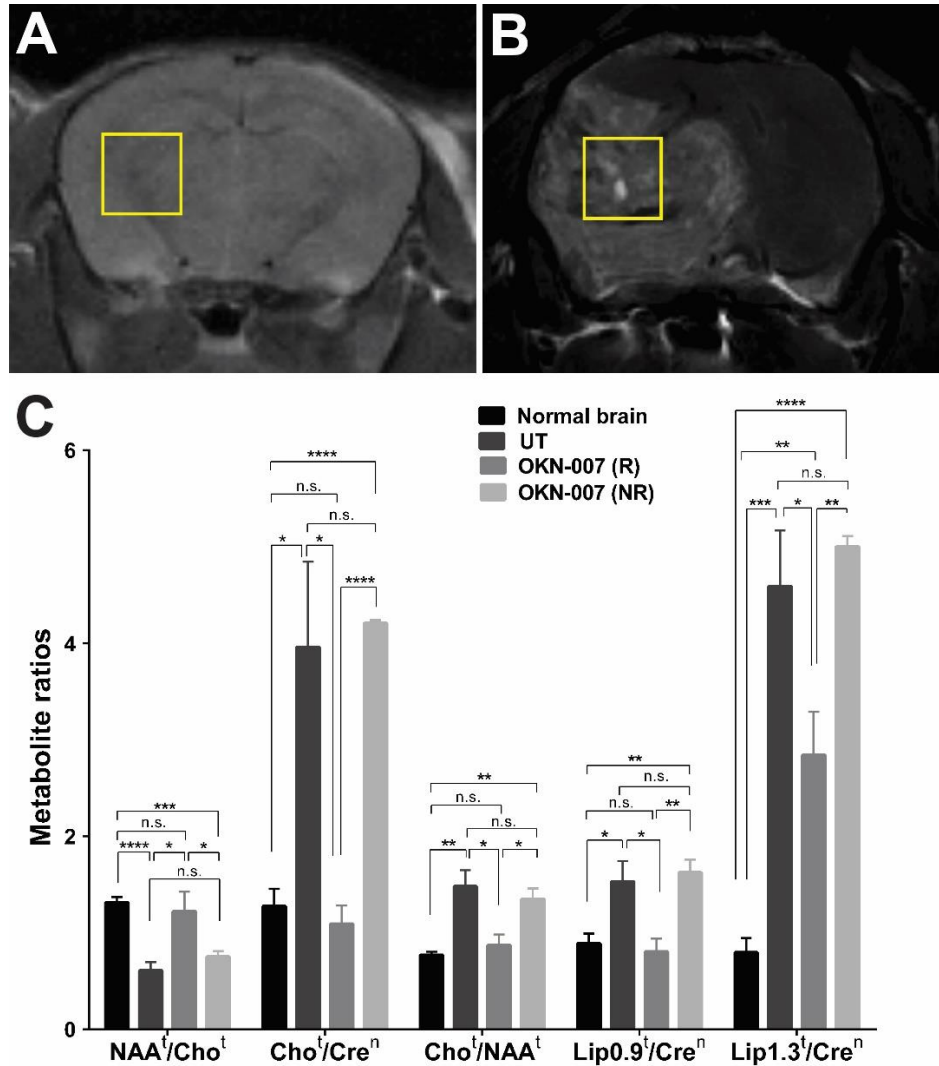 A
B
C
Normal brain
UT
OKN-007 (R)
OKN-007 (NR)
Metabolite ratios
6
4
2
0
***
n.s.
**** * *
n.s.
****
n.s.
n.s.
* *
****
**
n.s.
n.s.
** * *
**
n.s.
n.s. **
* *
****
**
n.s.
*** * **
NAAᵗ/Choᵗ Choᵗ/Creⁿ Choᵗ/NAAᵗ Lip0.9ᵗ/Creⁿ Lip1.3ᵗ/Creⁿ